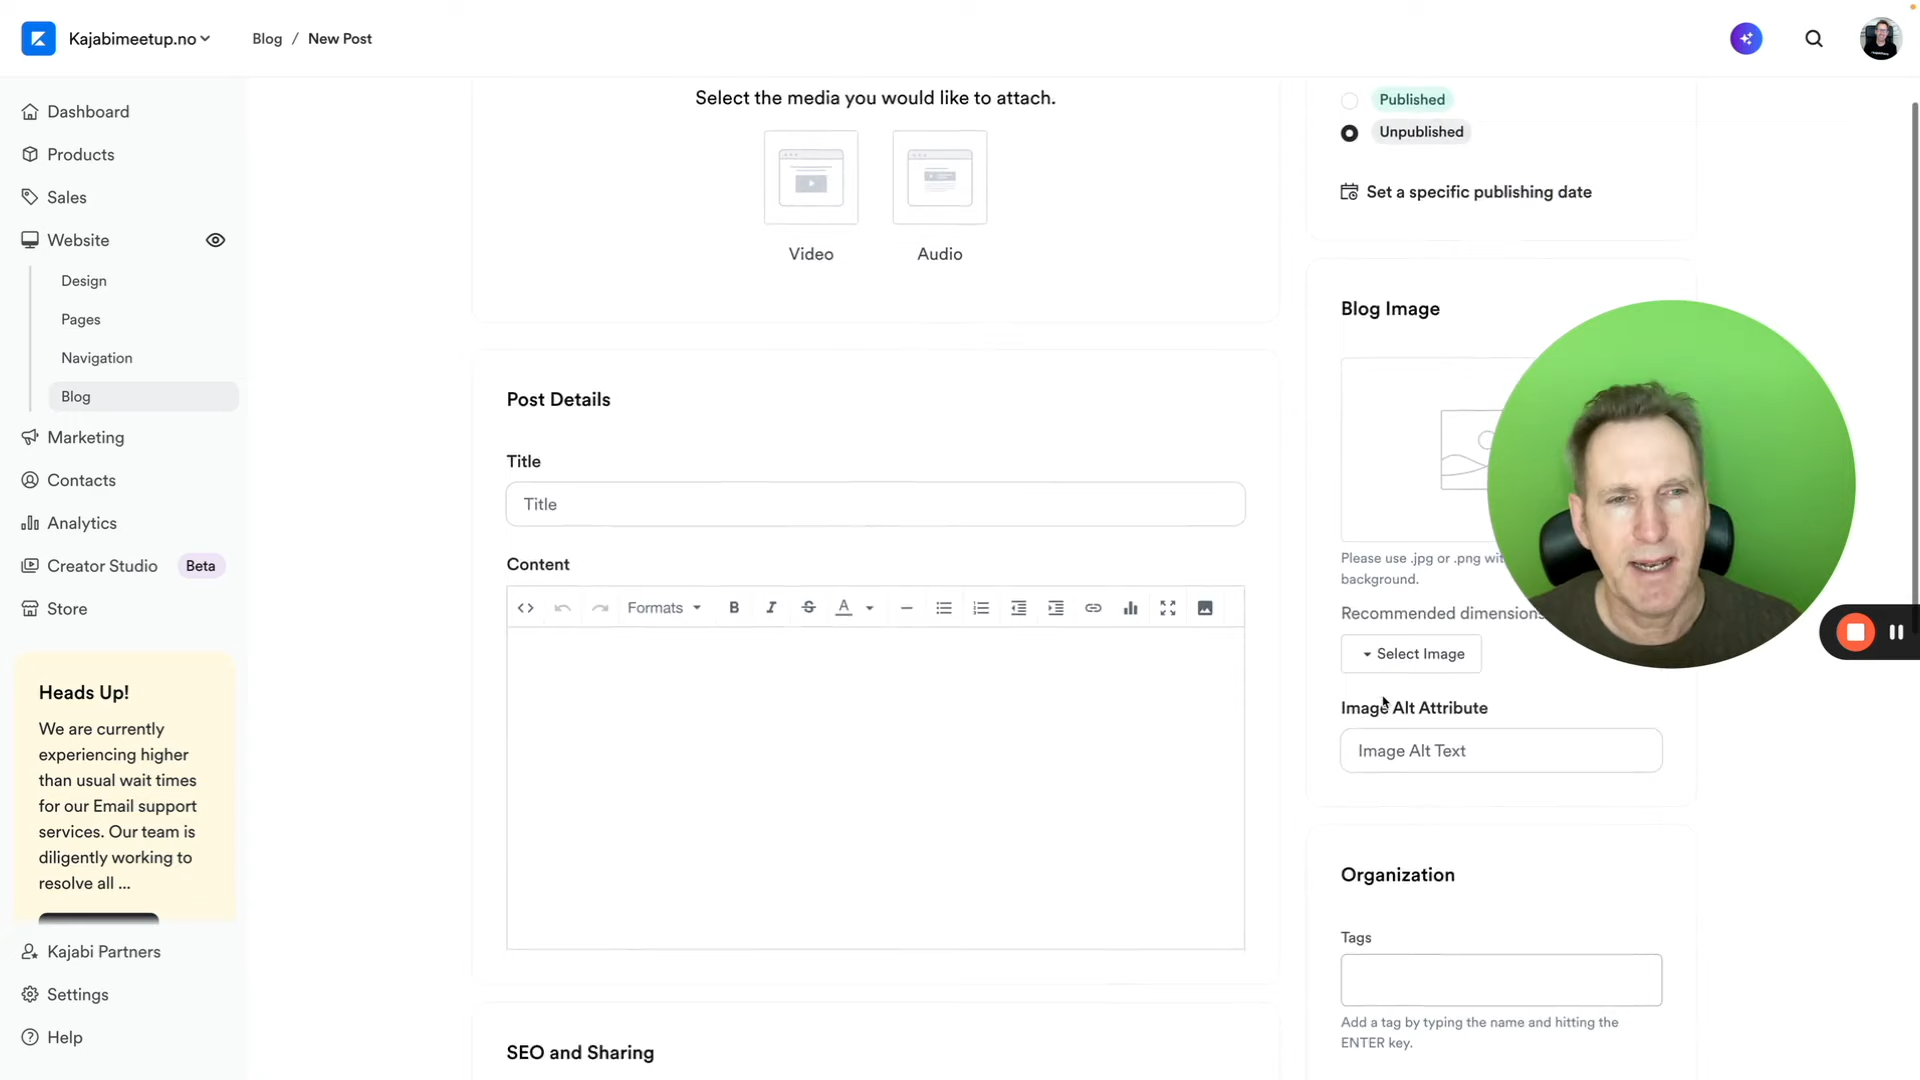 Kajabimeetup.no
Blog / New Post
Dashboard
Products
Sales
Website
Design
Pages
Navigation
Blog
Marketing
Contacts
Analytics
Creator Studio Beta
Store
Heads Up!
We are currently
experiencing higher
than usual wait times
for our Email support
services. Our team is
diligently working to
resolve all ...
Kajabi Partners
Settings
Help
Select the media you would like to attach.
Video
Audio
Post Details
Title
Title
Content
Formats
B
I
S
A
SEO and Sharing
Published
Unpublished
Set a specific publishing date
Blog Image
Please use .jpg or .png
background.
Recommended dimensions
Select Image
Image Alt Attribute
Image Alt Text
Organization
Tags
Add a tag by typing the name and hitting the
ENTER key.